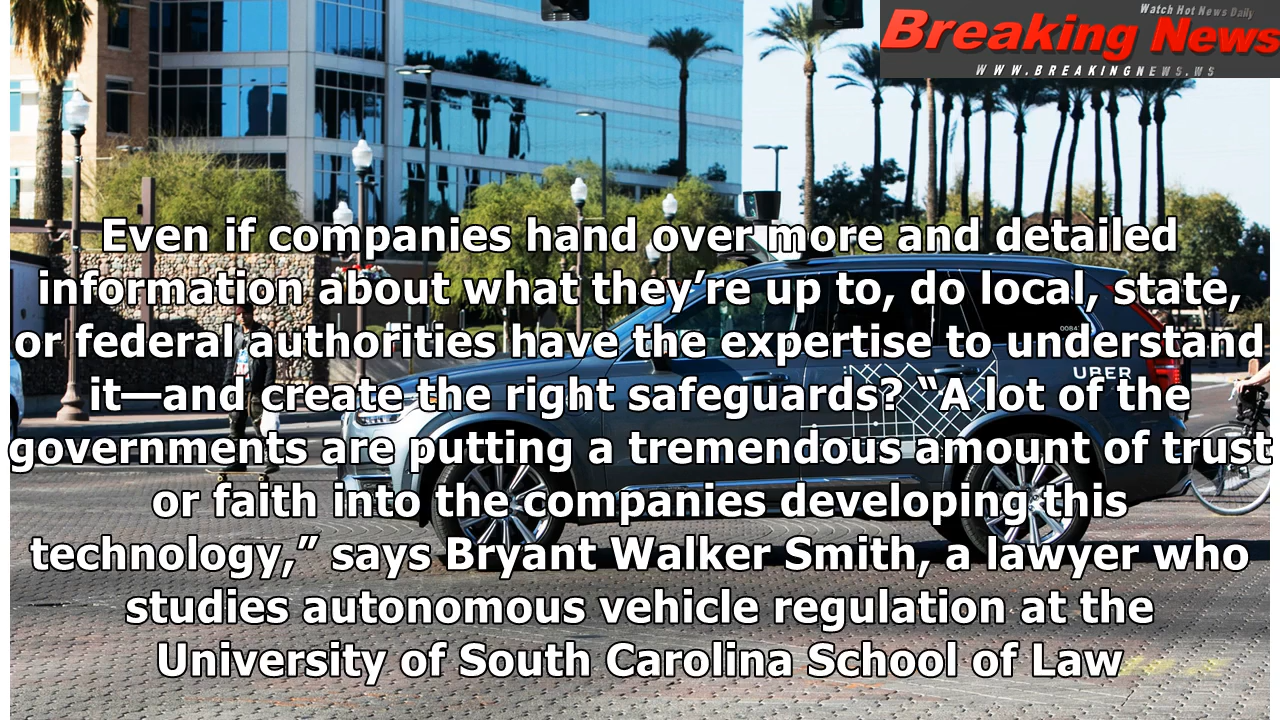 Watch Hot News Daily
Breaking News
WWW.BREAKINGNEWS.WS
Even if companies hand over more and detailed
information about what they’re up to, do local, state,
or federal authorities have the expertise to understand
it—and create the right safeguards? “A lot of the
governments are putting a tremendous amount of trust
or faith into the companies developing this
technology,” says Bryant Walker Smith, a lawyer who
studies autonomous vehicle regulation at the
University of South Carolina School of Law
UBER